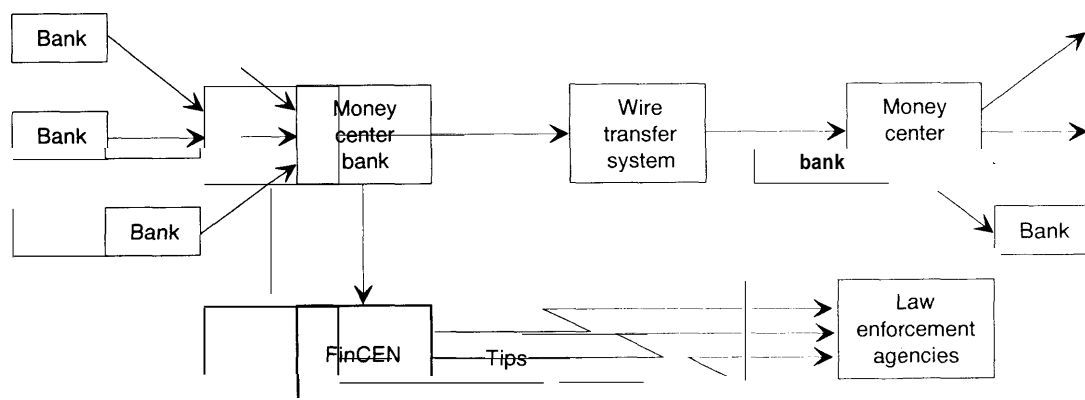 Bank
Bank
Bank
Money
center
bank
Wire
transfer
system
Money
center
bank
Bank
FinCEN
Tips
Law
enforcement
agencies